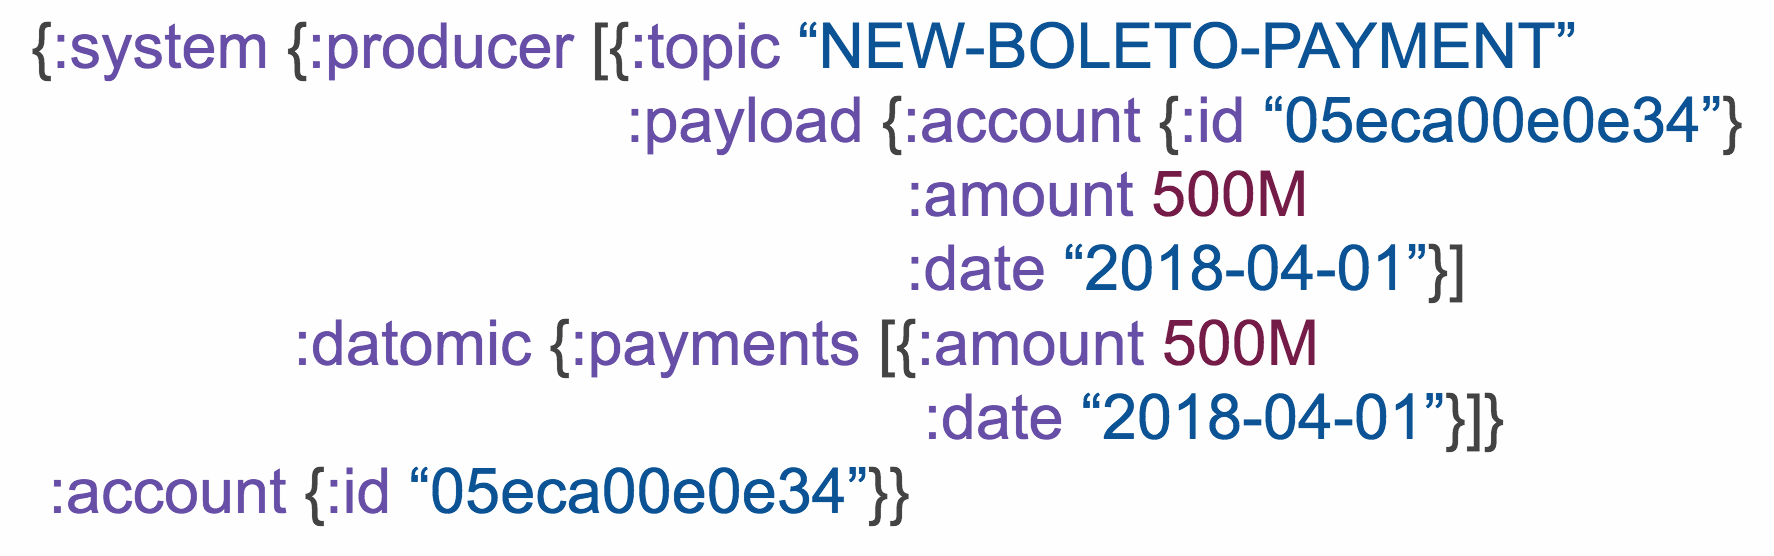 {:system {:producer [{:topic “NEW-BOLETO-PAYMENT”
:payload {:account {:id “05eca00e0e34”}
:amount 500M
:date “2018-04-01”}]
:datomic {:payments [{:amount 500M
:date “2018-04-01”}]}
:account {:id “05eca00e0e34”}}